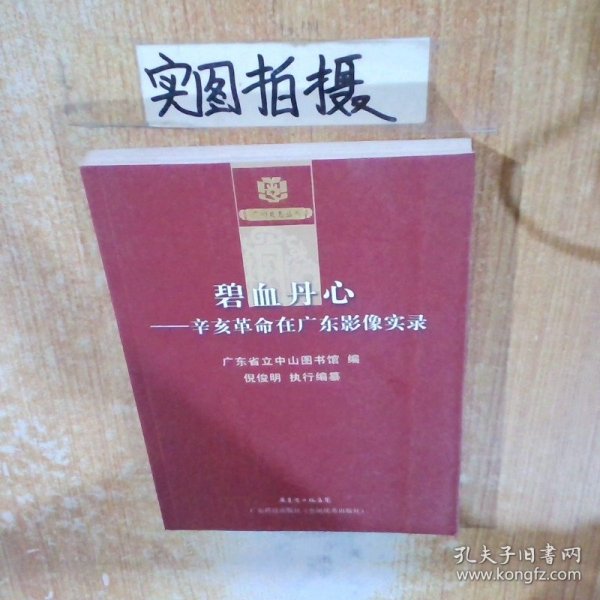 实图拍摄
碧血丹心
——辛亥革命在广东影像实录
广东省立中山图书馆 编
倪俊明 执行编纂
孔夫子旧书网
www.kongfz.com